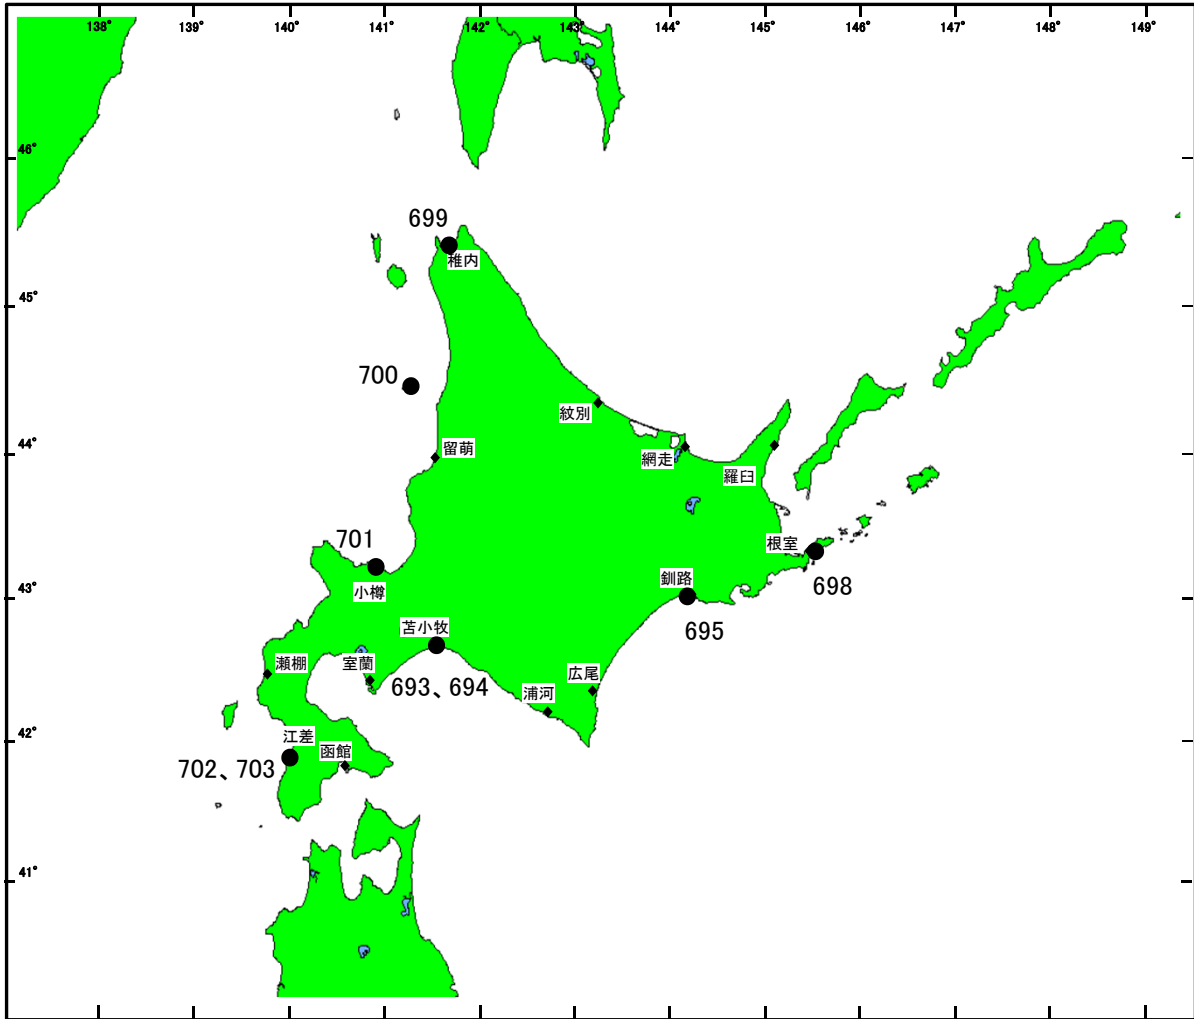 138° 139° 140° 141° 142° 143° 144° 145° 146° 147° 148° 149°
46°
699
稚内
45°
700
紋別
44°
留萌
網走
羅臼
701
根室
698
釧路
43°
小樽
695
苫小牧
瀬棚
室蘭
広尾
693、694
浦河
42°
江差
函館
702、703
41°